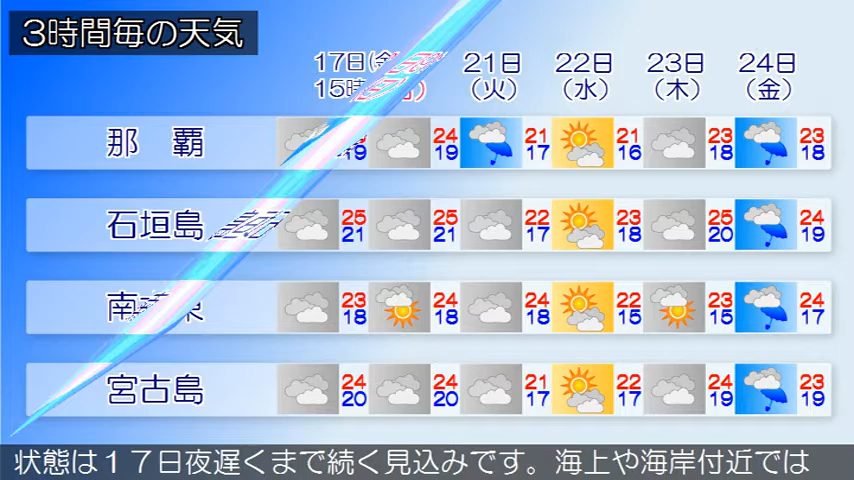 3時間毎の天気
17日 21日 22日 23日 24日
15時 (火) (水) (木) (金)
那 覇 19 24 19 21 17 21 16 23 18 23 18
石垣島 25 21 25 21 22 17 23 18 25 20 24 19
南 23 18 24 18 24 18 22 15 23 15 24 17
宮古島 24 20 24 20 21 17 22 17 24 19 23 19
状態は１７日夜遅くまで続く見込みです。海上や海岸付近では